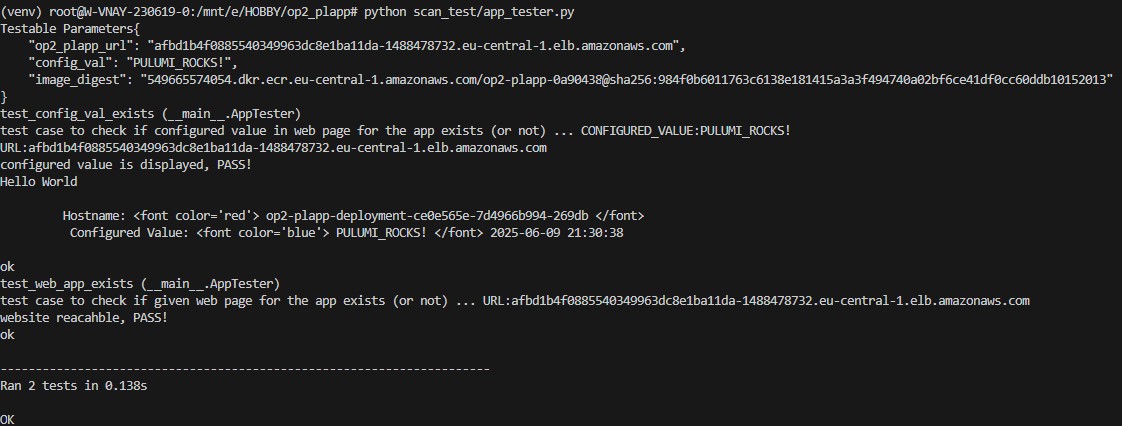 (venv) root@W-VNAY-230619-0:/mnt/e/HOBBY/op2_plapp# python scan_test/app_tester.py
Testable Parameters{
    "op2_plapp_url": "afbd1b4f0885540349963dc8e1ba11da-1488478732.eu-central-1.elb.amazonaws.com",
    "config_val": "PULUMI_ROCKS!",
    "image_digest": "549665574054.dkr.ecr.eu-central-1.amazonaws.com/op2-plapp-0a90438@sha256:984f0b6011763c6138e181415a3a3f494740a02bf6ce41df0cc60ddb10152013"
}
test_config_val_exists (__main__.AppTester)
test case to check if configured value in web page for the app exists (or not) ... CONFIGURED_VALUE:PULUMI_ROCKS!
URL:afbd1b4f0885540349963dc8e1ba11da-1488478732.eu-central-1.elb.amazonaws.com
configured value is displayed, PASS!
Hello World
        Hostname: <font color='red'> op2-plapp-deployment-ce0e565e-7d4966b994-269db </font>
         Configured Value: <font color='blue'> PULUMI_ROCKS! </font> 2025-06-09 21:30:38
ok
test_web_app_exists (__main__.AppTester)
test case to check if given web page for the app exists (or not) ... URL:afbd1b4f0885540349963dc8e1ba11da-1488478732.eu-central-1.elb.amazonaws.com
website reacahble, PASS!
ok
----------------------------------------------------------------------
Ran 2 tests in 0.138s
OK